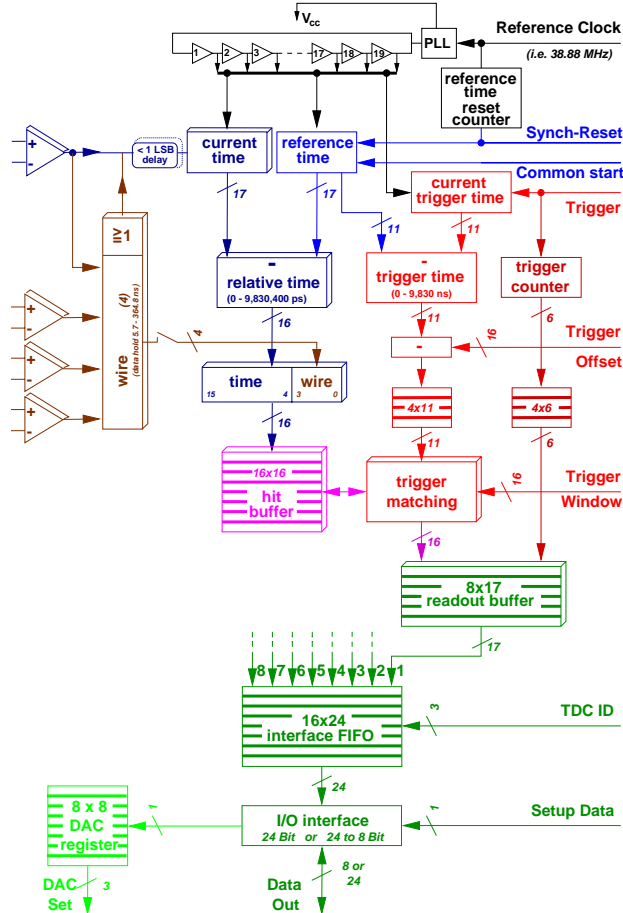 Vcc
1 2 3 17 18 19
PLL
Reference Clock
(i.e. 38.88 MHz)
reference
time
reset
counter
Synch-Reset
Common start
+
-
< 1 LSB
delay
current
time
reference
time
current
trigger time
Trigger
17
17
11
11
≥1
wire
(4)
(data hold 5.7 - 364.8 ns)
-
relative time
(0 - 9,830,400 ps)
-
trigger time
(0 - 9,830 ns)
trigger
counter
+
-
16
11
6
4
-
16
Trigger
Offset
+
-
time
15 4
wire
3 0
4x11
4x6
+
-
16
11
6
16x16
hit
buffer
trigger
matching
16
Trigger
Window
16
8x17
readout buffer
17
8 7 6 5 4 3 2 1
16x24
interface FIFO
3
TDC ID
24
8 x 8
DAC
register
1
I/O interface
24 Bit or 24 to 8 Bit
1
Setup Data
DAC
Set
3
Data
Out
8 or
24